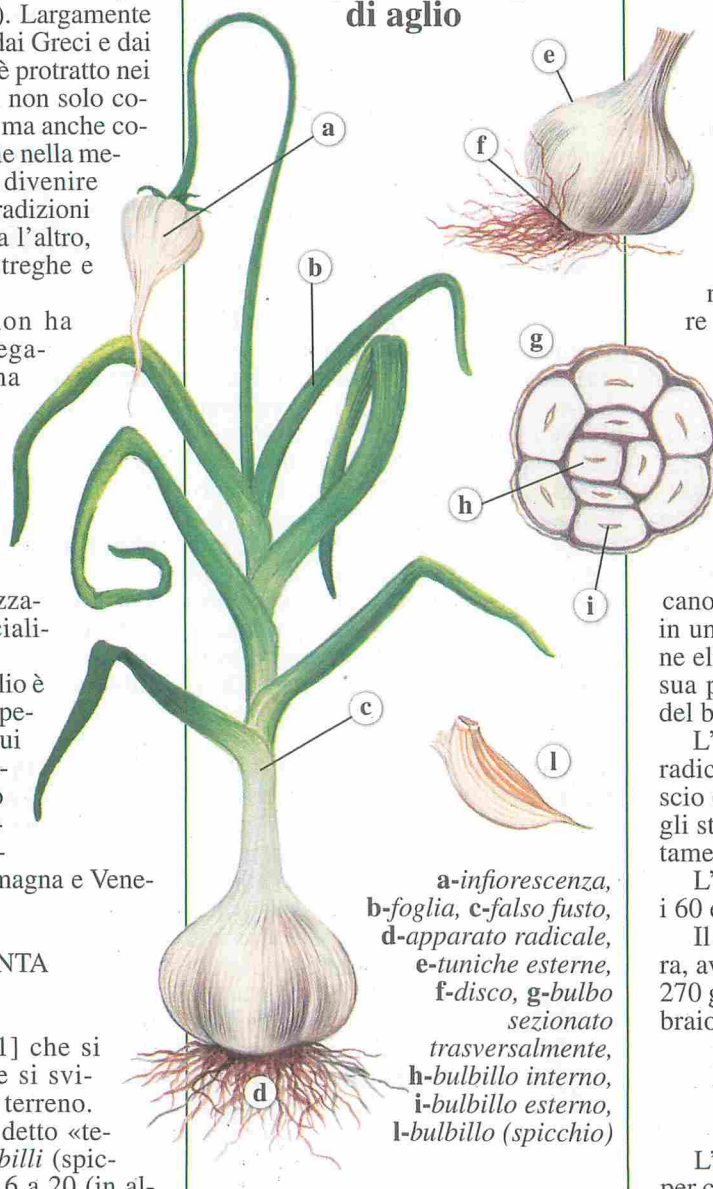 ). Largamente
dai Greci e dai
è protratto nei
non solo co-
ma anche co-
nella me-
divenire
radizioni
l'altro,
treghe e
on ha
ega-
zza-
ciali-
lio è
pe-
ui
magna e Vene-
NTA
1] che si
e si svi-
terreno.
detto «te-
billi (spic-
6 a 20 (in al-
di aglio
a
b
c
d
e
f
g
h
i
l
a-infiorescenza,
b-foglia, c-falso fusto,
d-apparato radicale,
e-tuniche esterne,
f-disco, g-bulbo
sezionato
trasversalmente,
h-bulbillo interno,
i-bulbillo esterno,
l-bulbillo (spicchio)
re
cano
in un
ne el
sua p
del b
L'
radic
scio
gli st
tame
L'
i 60
Il
ra, av
270 g
braio
L'
per c